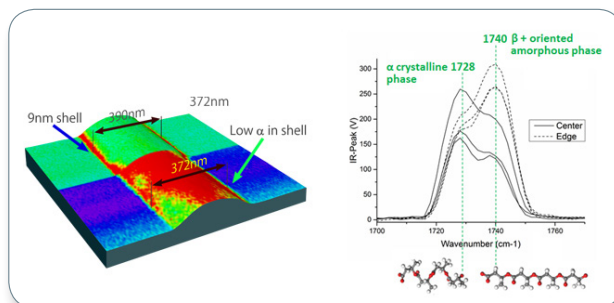 9nm shell
390nm
372nm
Low α in shell
372nm
1740 β + oriented
amorphous phase
α crystalline 1728
phase
IR-Peak (V)
300
250
200
150
100
50
0
Center
Edge
1700
1720
1740
1760
Wavenumber (cm-1)